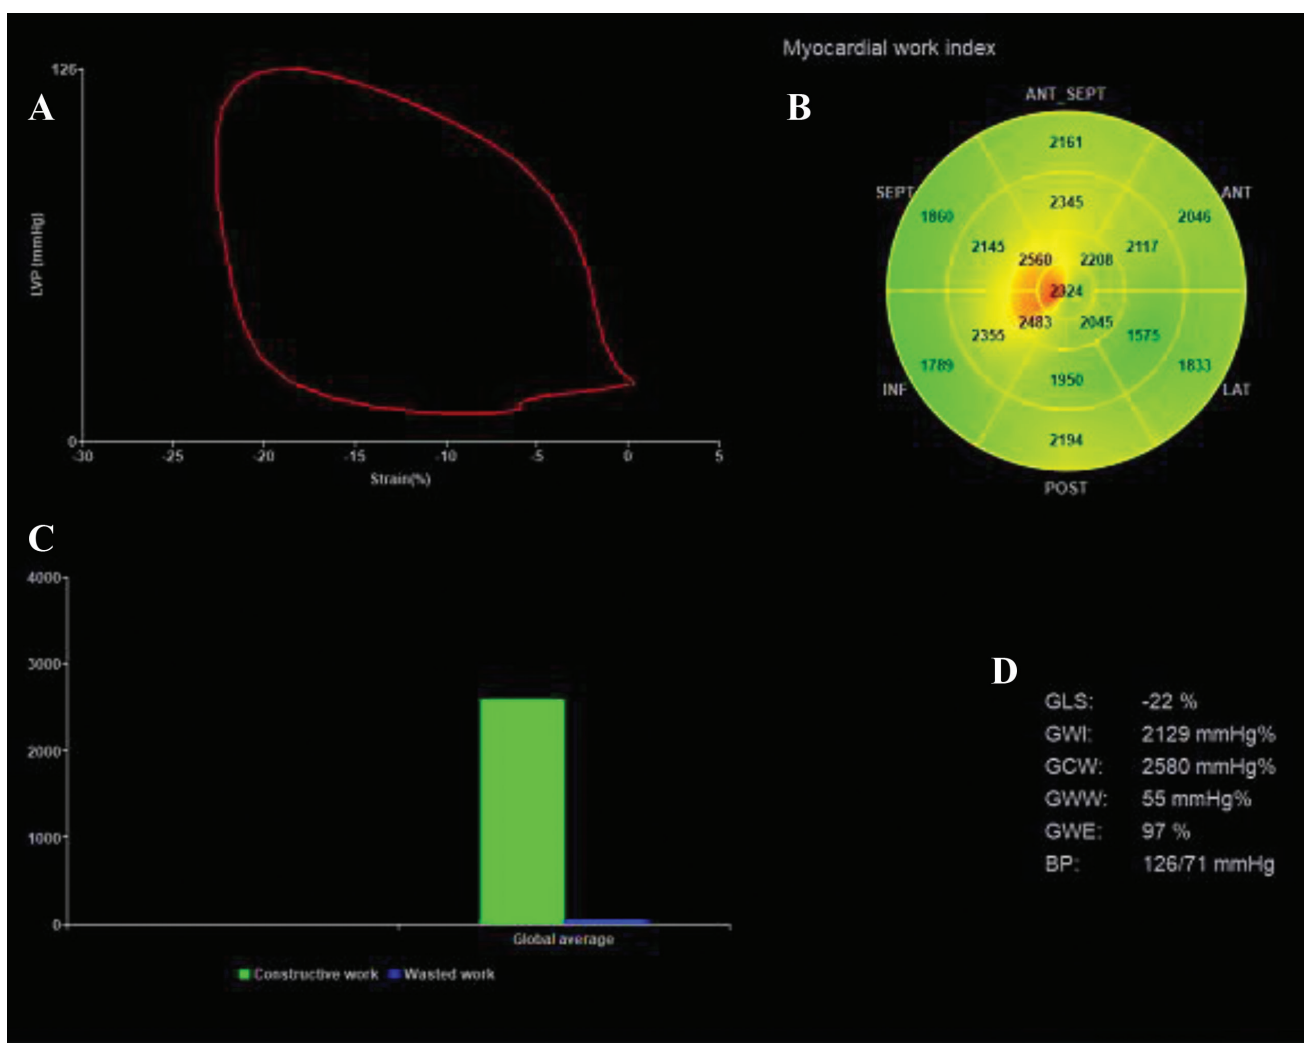 A
126
LVP (mmHg)
0
-30 -25 -20 -15 -10 -5 0 5
Strain(%)
Myocardial work index
B
ANT_SEPT
2161
SEPT
ANT
1860
2345
2046
2145
2117
2560
2208
2324
2483
2045
2355
1575
1789
1950
1833
INF
LAT
2194
POST
C
4000
3000
2000
1000
0
Global average
Constructive work Wasted work
D
GLS: -22 %
GWI: 2129 mmHg%
GCW: 2580 mmHg%
GWW: 55 mmHg%
GWE: 97 %
BP: 126/71 mmHg